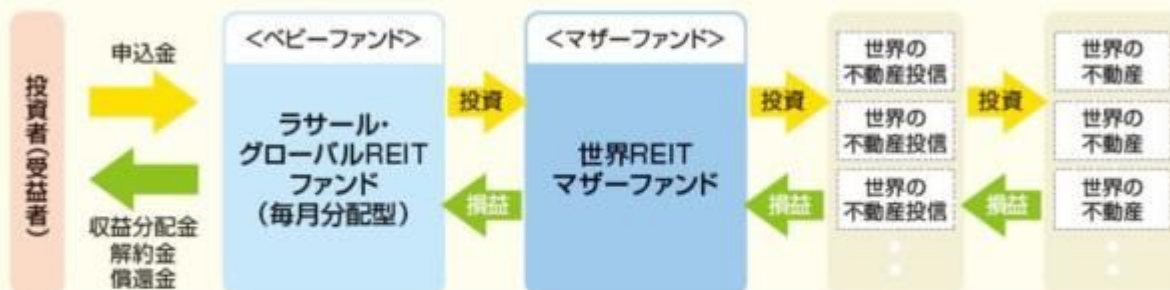 投資者(受益者)
申込金
収益分配金
解約金
償還金
<ベビーファンド>
ラサール・
グローバルREIT
ファンド
(毎月分配型)
投資
損益
<マザーファンド>
世界REIT
マザーファンド
投資
損益
世界の
不動産投信
世界の
不動産投信
世界の
不動産投信
投資
損益
世界の
不動産
世界の
不動産
世界の
不動産